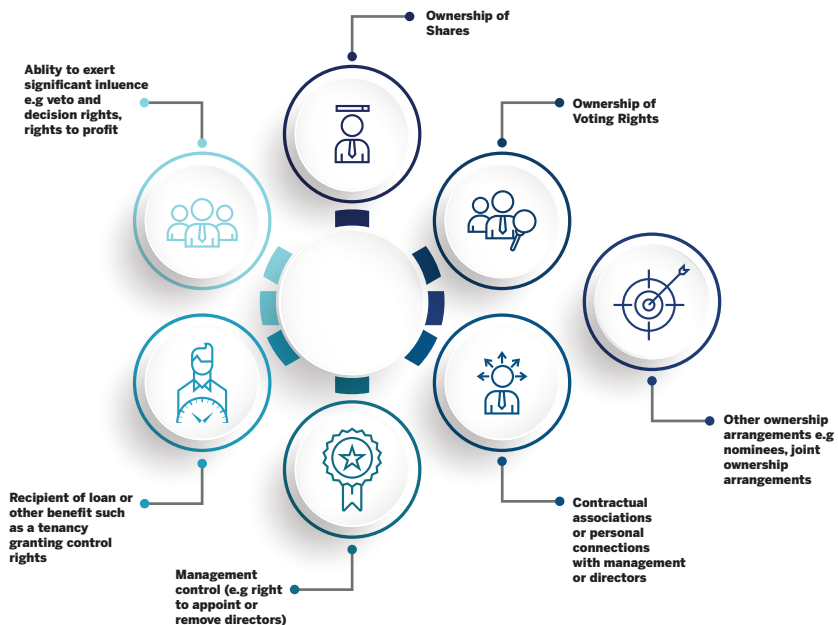 Ownership of
Shares
Ablity to exert
significant inluence
e.g veto and
decision rights,
rights to profit
Ownership of
Voting Rights
Other ownership
arrangements e.g
nominees, joint
ownership
arrangements
Recipient of loan or
other benefit such
as a tenancy
granting control
rights
Contractual
associations
or personal
connections
with management
or directors
Management
control (e.g right
to appoint or
remove directors)